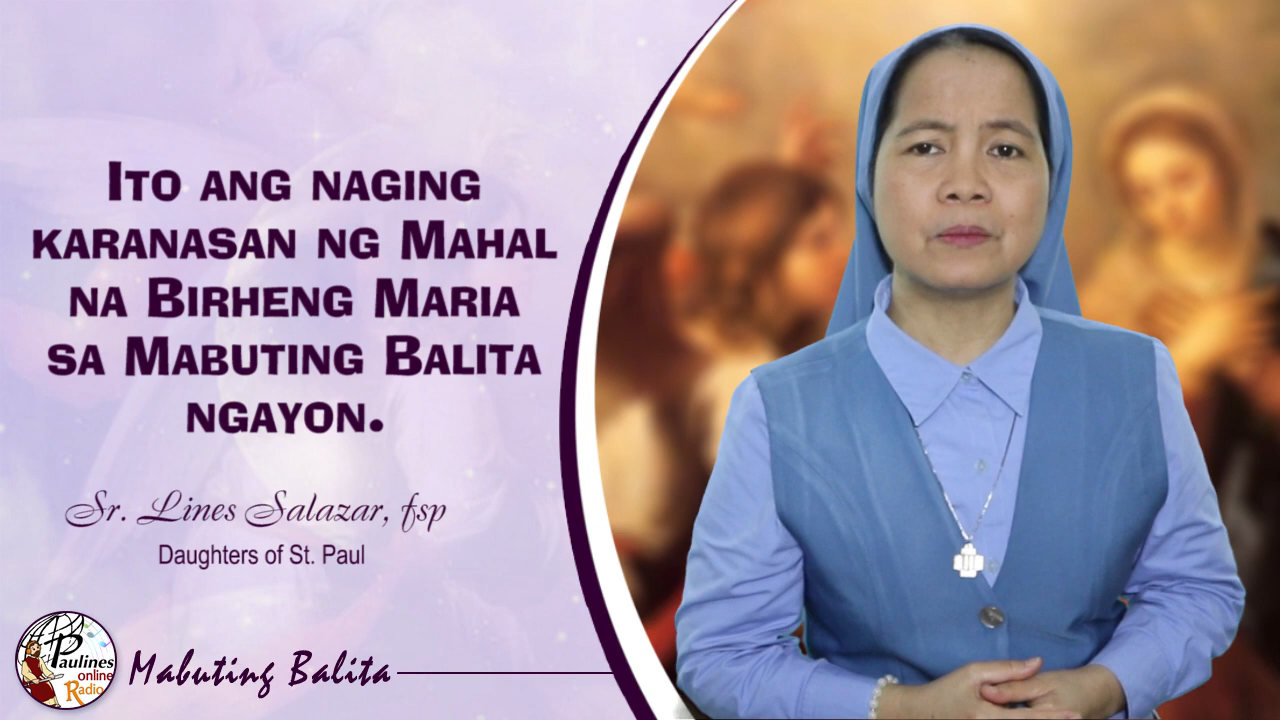 Ito ang naging
karanasan ng Mahal
na Birheng Maria
sa Mabuting Balita
ngayon.
Sr. Lines Salazar, fsp
Daughters of St. Paul
Paulines
online
Radio
Mabuting Balita